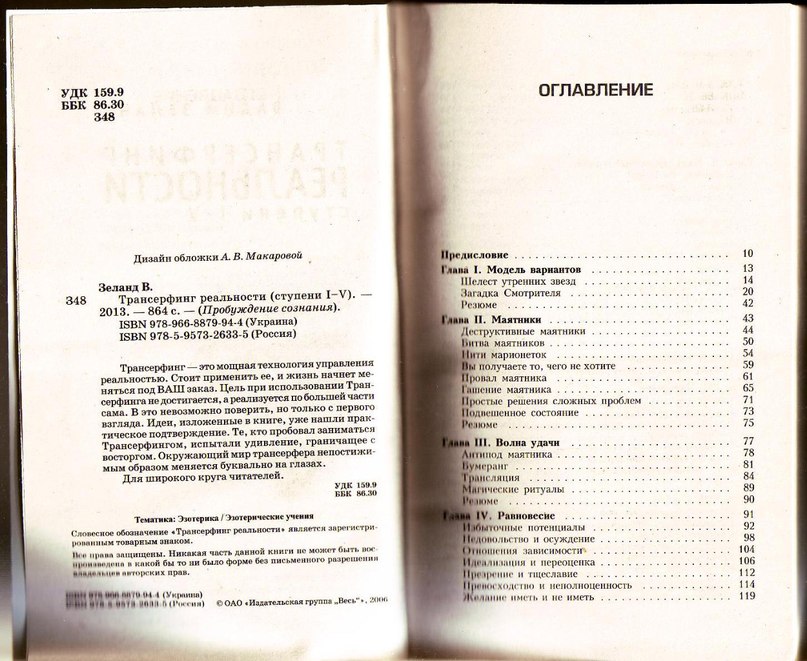 УДК 159.9
ББК 86.30
348
Дизайн обложки А. В. Макаровой
Зеланд В.
348 Трансерфинг реальности (ступени I–V). —
2013. — 864 с. — (Пробуждение сознания).
ISBN 978-966-8879-94-4 (Украина)
ISBN 978-5-9573-2633-5 (Россия)
Трансерфинг — это мощная технология управления
реальностью. Стоит применить ее, и жизнь начнет ме-
няться под ВАШ заказ. Цель при использовании Тран-
серфинга не достигается, а реализуется по большей части
сама. В это невозможно поверить, но только с первого
взгляда. Идеи, изложенные в книге, уже нашли прак-
тическое подтверждение. Те, кто пробовал заниматься
Трансерфингом, испытали удивление, граничащее с
восторгом. Окружающий мир трансерфера непостижи-
мым образом меняется буквально на глазах.
Для широкого круга читателей.
УДК 159.9
ББК 86.30
Тематика: Эзотерика / Эзотерические учения
Словесное обозначение «Трансерфинг реальности» является зарегистри-
рованным товарным знаком.
Все права защищены. Никакая часть данной книги не может быть вос-
произведена в какой бы то ни было форме без письменного разрешения
владельцев авторских прав.
ISBN 978-966-8879-94-4 (Украина)
ISBN 978-5-9573-2633-5 (Россия) © ОАО «Издательская группа „Весь"», 2006
ОГЛАВЛЕНИЕ
Предисловие 10
Глава I. Модель вариантов 13
Шелест утренних звезд 14
Загадка Смотрителя 20
Резюме 42
Глава II. Маятники 43
Деструктивные маятники 44
Битва маятников 50
Нити марионеток 54
Вы получаете то, чего не хотите 59
Провал маятника 61
Гашение маятника 65
Простые решения сложных проблем 71
Подвешенное состояние 73
Резюме 75
Глава III. Волна удачи 77
Антипод маятника 78
Бумеранг 81
Трансляция 84
Магические ритуалы 89
Резюме 90
Глава IV. Равновесие 91
Избыточные потенциалы 92
Недовольство и осуждение 98
Отношения зависимости 104
Идеализация и переоценка 106
Презрение и тщеславие 112
Превосходство и неполноценность 114
Желание иметь и не иметь 119